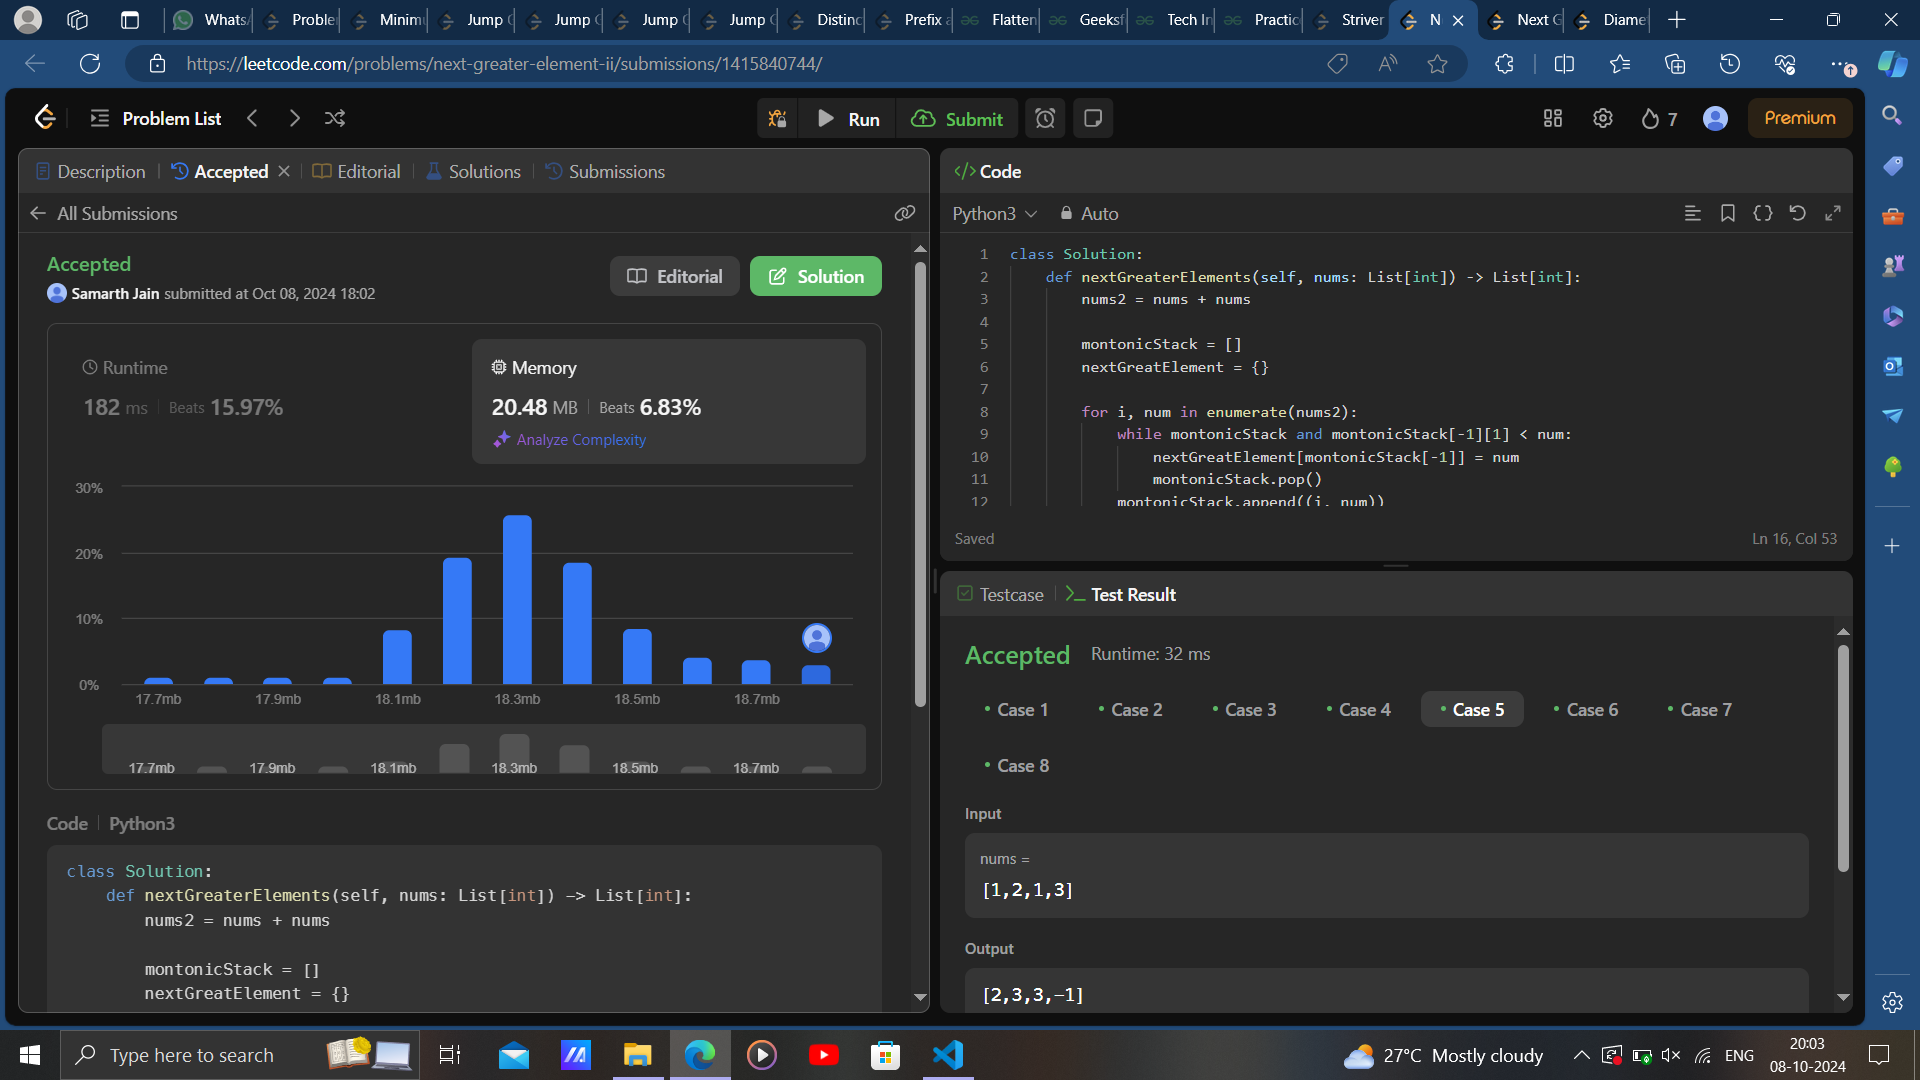 Whats
Proble
Minim
Jump
Jump
Jump
Jump
Distinc
Prefix a
Flatten
Geeksf
Tech In
Practic
Striver
N
Next G
Diame
https://leetcode.com/problems/next-greater-element-ii/submissions/1415840744/
Problem List
Run
Submit
7
Premium
Description
Accepted
Editorial
Solutions
Submissions
All Submissions
Accepted
Samarth Jain submitted at Oct 08, 2024 18:02
Editorial
Solution
Runtime
182 ms Beats 15.97%
Memory
20.48 MB Beats 6.83%
Analyze Complexity
30%
20%
10%
0%
17.7mb 17.9mb 18.1mb 18.3mb 18.5mb 18.7mb
17.7mb 17.9mb 18.1mb 18.3mb 18.5mb 18.7mb
Code Python3
class Solution:
def nextGreaterElements(self, nums: List[int]) -> List[int]:
nums2 = nums + nums
montonicStack = []
nextGreatElement = {}
</> Code
Python3 Auto
1 class Solution:
2 def nextGreaterElements(self, nums: List[int]) -> List[int]:
3 nums2 = nums + nums
4
5 montonicStack = []
6 nextGreatElement = {}
7
8 for i, num in enumerate(nums2):
9 while montonicStack and montonicStack[-1][1] < num:
10 nextGreatElement[montonicStack[-1]] = num
11 montonicStack.pop()
12 montonicStack.append((i, num))
Saved
Ln 16, Col 53
Testcase
Test Result
Accepted Runtime: 32 ms
Case 1 Case 2 Case 3 Case 4 Case 5 Case 6 Case 7
Case 8
Input
nums =
[1,2,1,3]
Output
[2,3,3,-1]
Type here to search
27°C Mostly cloudy
ENG
20:03
08-10-2024